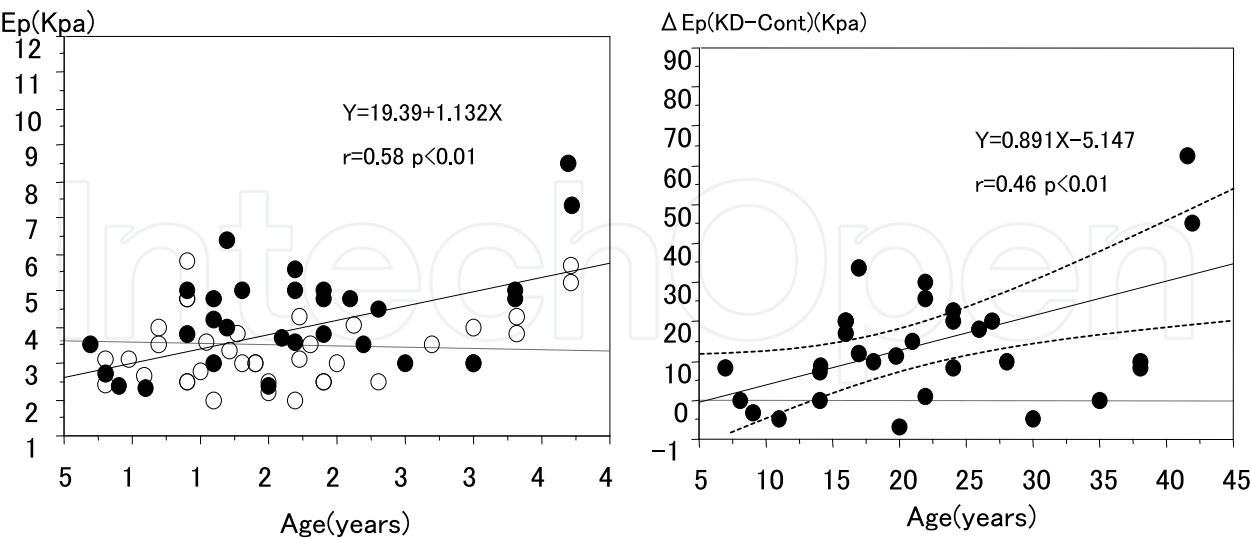 Ep(Kpa)
12
11
10
9
8
7
6
5
4
3
2
1
Y=19.39+1.132X
r=0.58 p<0.01
5 1 1 2 2 3 3 4 4
Age(years)
Δ Ep(KD-Cont)(Kpa)
90
80
70
60
50
40
30
20
10
0
-1
Y=0.891X-5.147
r=0.46 p<0.01
5 10 15 20 25 30 35 40 45
Age(years)
IntechOpen